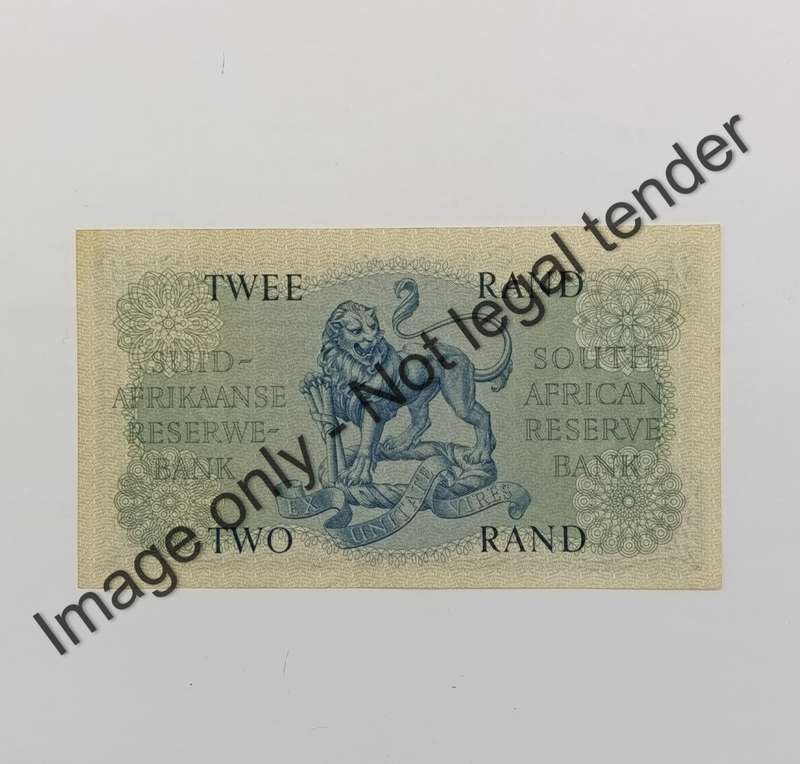 TWEE RAND
SUID-
AFRIKAANSE
RESERWE-
BANK
SOUTH
AFRICAN
RESERVE
BANK
EX UNITATE VIRES
TWO RAND
Image only - Not legal tender